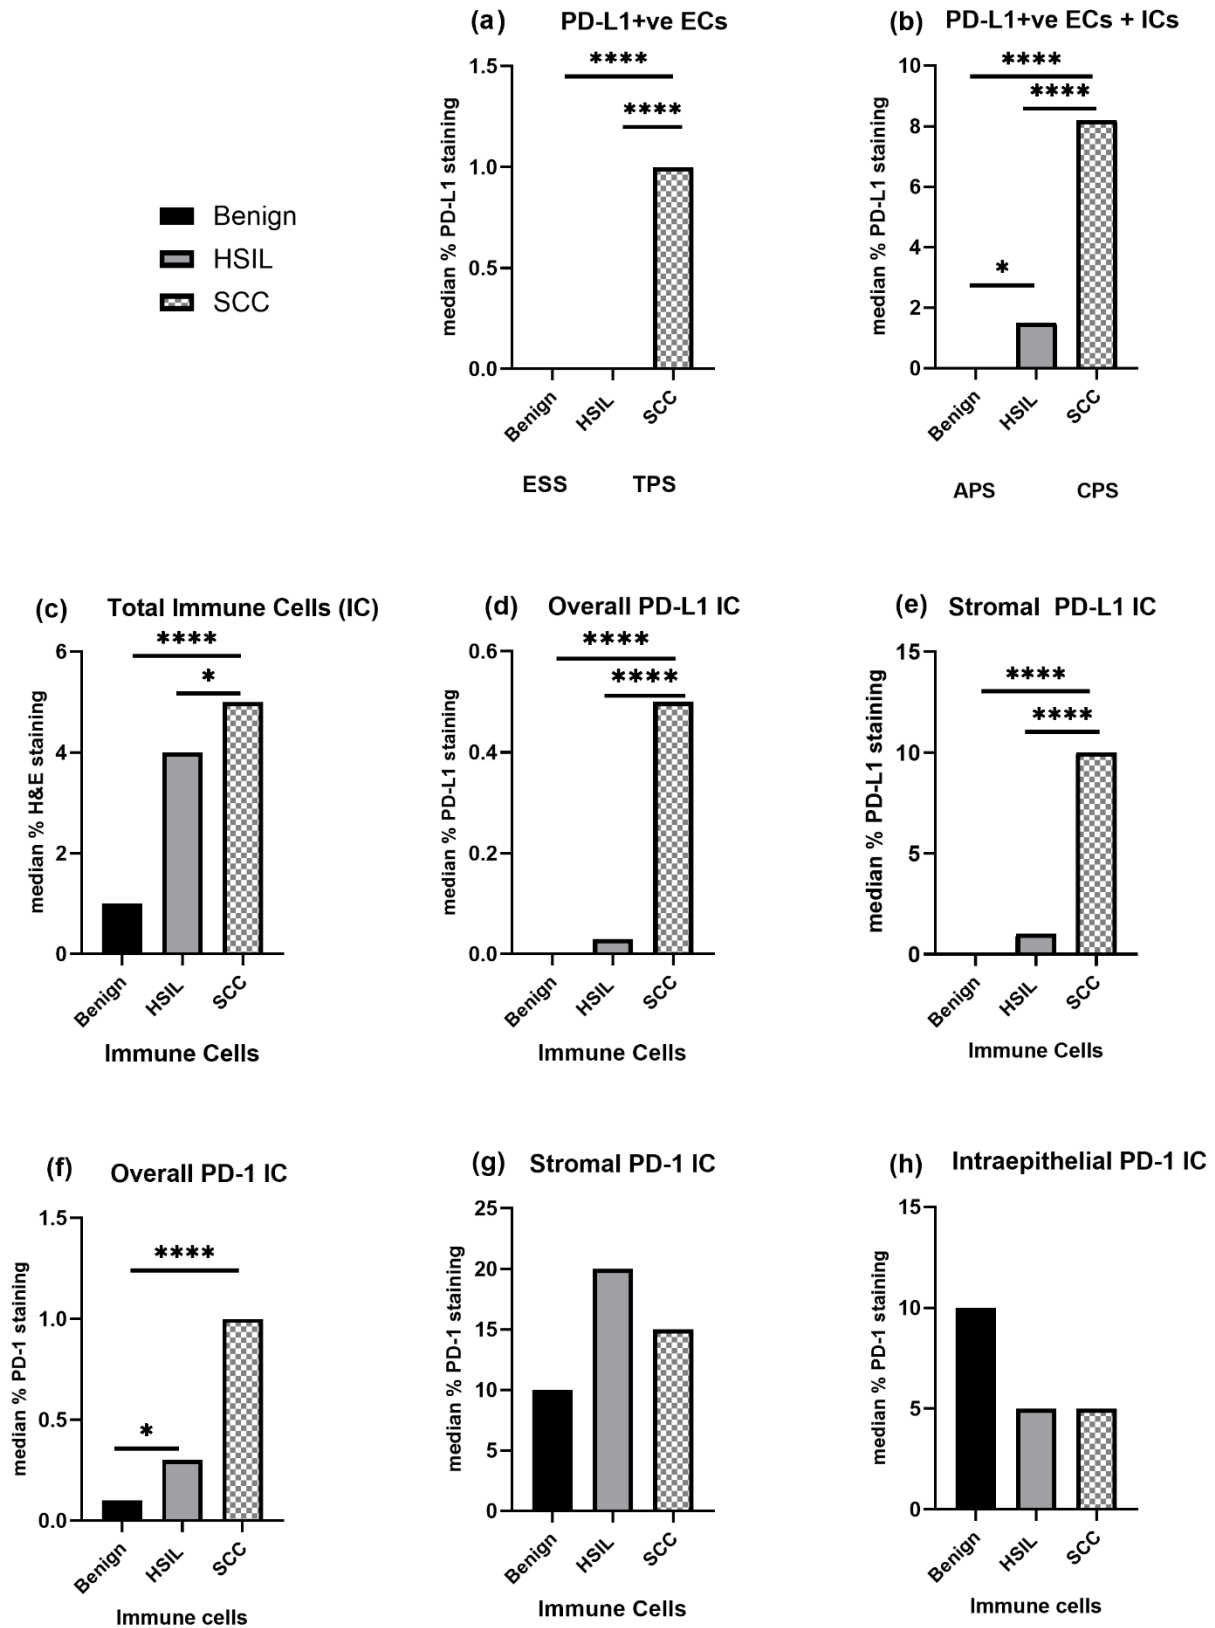 (a) PD-L1+ve ECs
(b) PD-L1+ve ECs + ICs
Benign
HSIL
SCC
median % PD-L1 staining
1.5
1.0
0.5
0.0
****
****
Benign
HSIL
SCC
ESS
TPS
median % PD-L1 staining
10
8
6
4
2
0
****
****
*
Benign
HSIL
SCC
APS
CPS
(c) Total Immune Cells (IC)
median % H&E staining
6
4
2
0
****
*
Benign
HSIL
SCC
Immune Cells
(d) Overall PD-L1 IC
median % PD-L1 staining
0.6
0.4
0.2
0.0
****
****
Benign
HSIL
SCC
Immune Cells
(e) Stromal PD-L1 IC
median % PD-L1 staining
15
10
5
0
****
****
Benign
HSIL
SCC
Immune Cells
(f) Overall PD-1 IC
median % PD-1 staining
1.5
1.0
0.5
0.0
****
*
Benign
HSIL
SCC
Immune cells
(g) Stromal PD-1 IC
median % PD-1 staining
25
20
15
10
5
0
Benign
HSIL
SCC
Immune Cells
(h) Intraepithelial PD-1 IC
median % PD-1 staining
15
10
5
0
Benign
HSIL
SCC
Immune cells